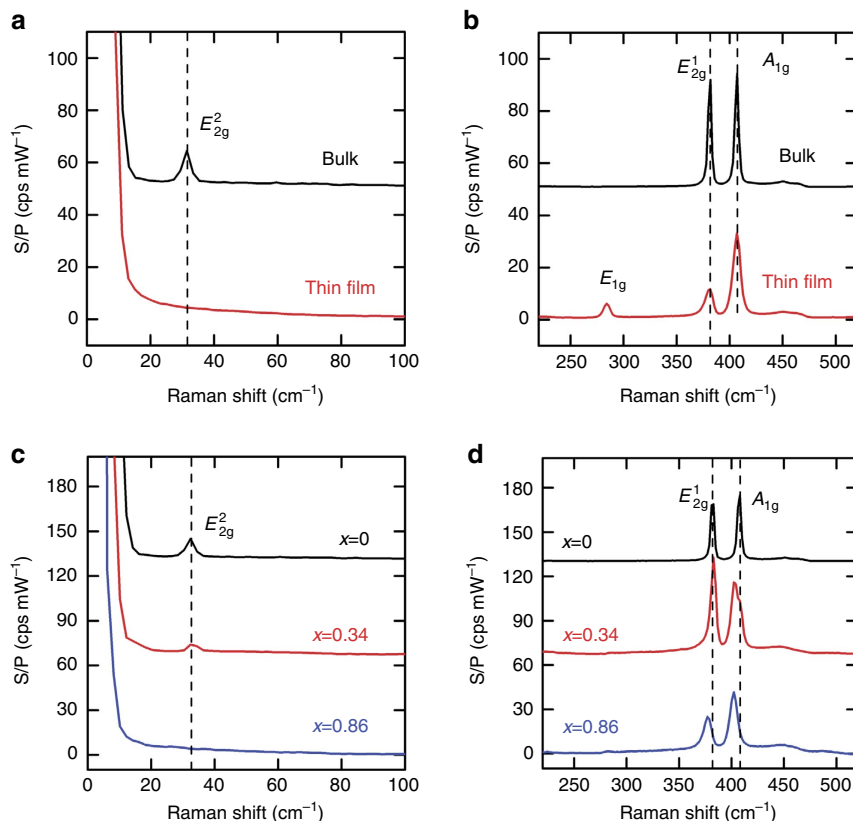 a
100
80
60
40
20
0
S/P (cps mW⁻¹)
E²₂g
Bulk
Thin film
0 20 40 60 80 100
Raman shift (cm⁻¹)
b
100
80
60
40
20
0
S/P (cps mW⁻¹)
E¹₂g
A₁g
Bulk
E₁g
Thin film
250 300 350 400 450 500
Raman shift (cm⁻¹)
c
180
150
120
90
60
30
0
S/P (cps mW⁻¹)
E²₂g
x=0
x=0.34
x=0.86
0 20 40 60 80 100
Raman shift (cm⁻¹)
d
180
150
120
90
60
30
0
S/P (cps mW⁻¹)
E¹₂g
A₁g
x=0
x=0.34
x=0.86
250 300 350 400 450 500
Raman shift (cm⁻¹)